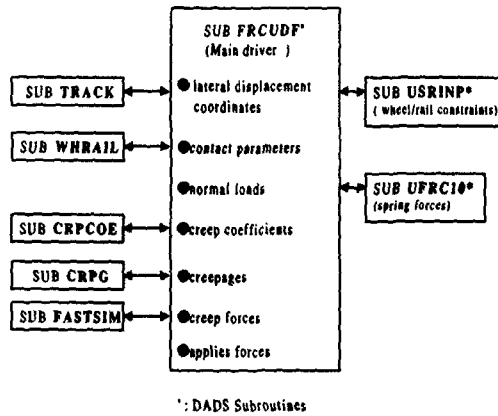 SUB FRCUDF*
(Main driver )
lateral displacement
coordinates
contact parameters
normal loads
creep coefficients
creepages
creep forces
applies forces
SUB TRACK
SUB WHRAIL
SUB CRPCOE
SUB CRPG
SUB FASTSIM
SUB USRINP*
( wheel/rail constraints)
SUB UFRC10*
(spring forces)
*: DADS Subroutines